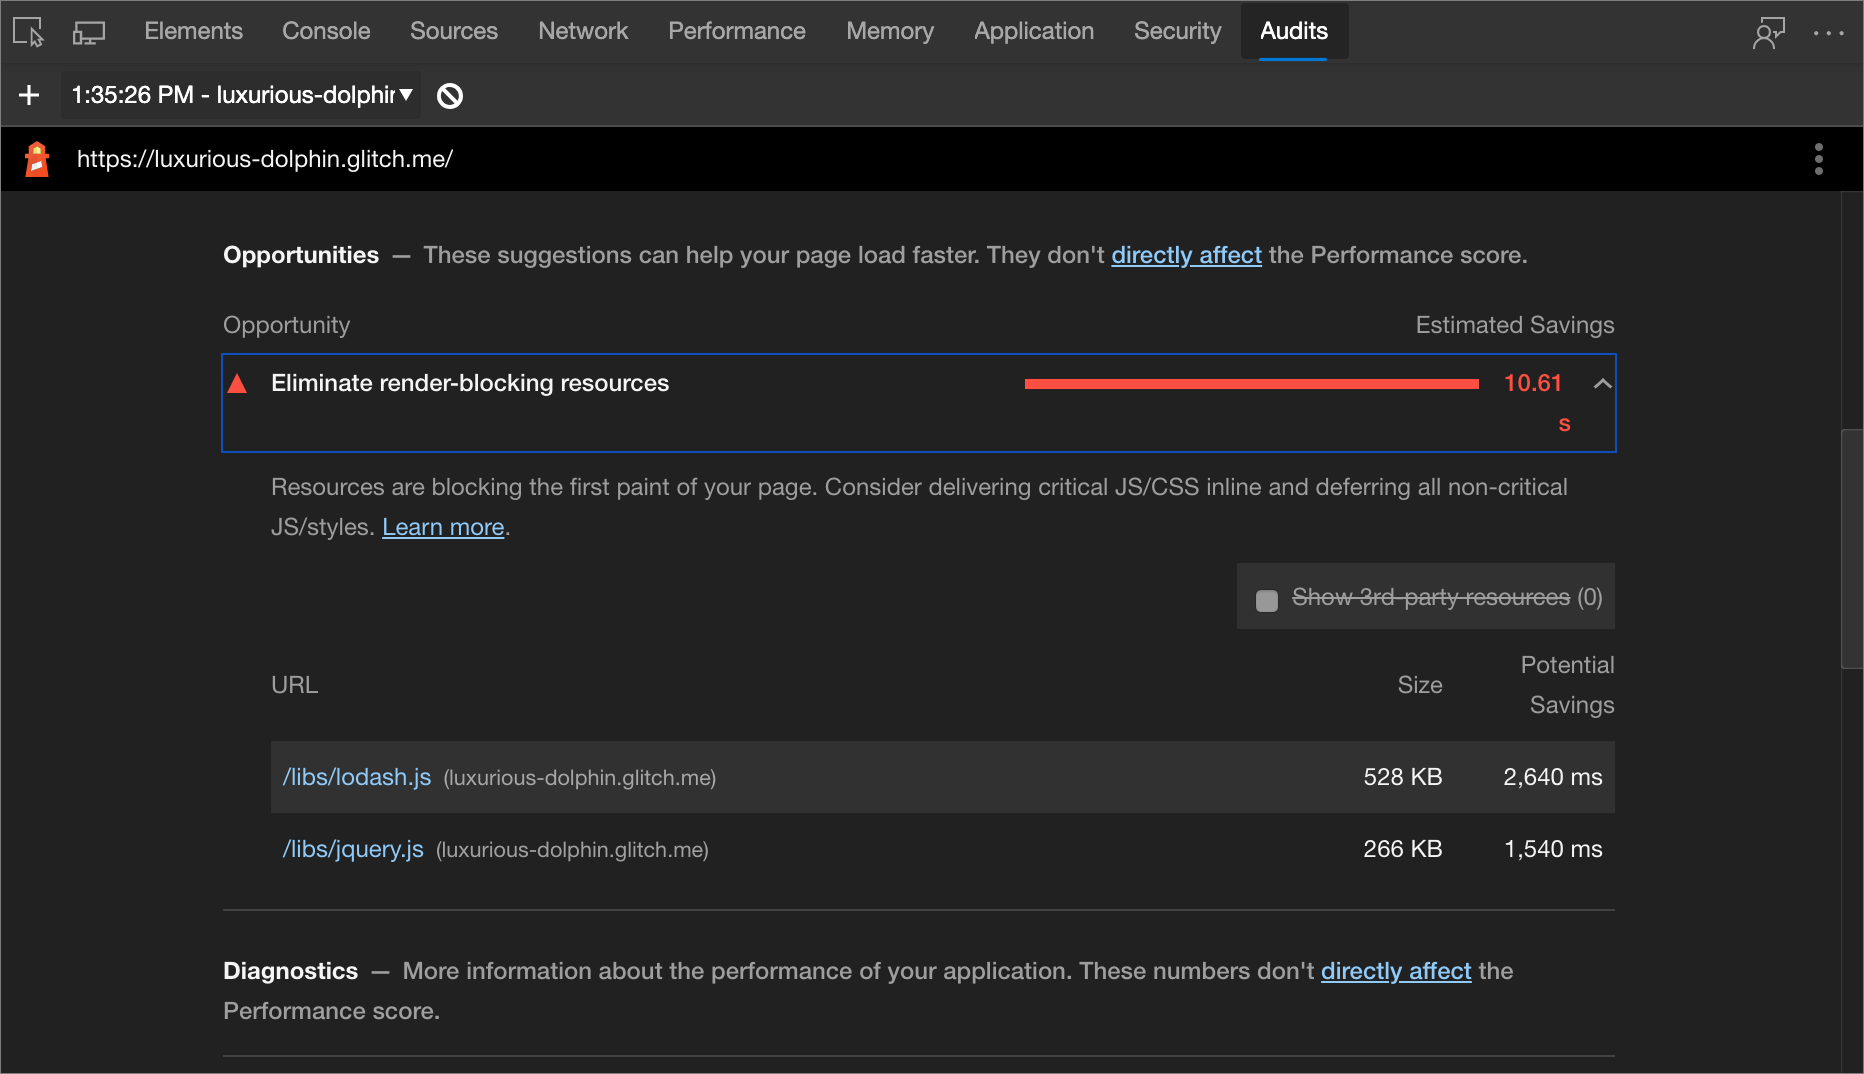 Elements Console Sources Network Performance Memory Application Security Audits
1:35:26 PM - luxurious-dolphin
https://luxurious-dolphin.glitch.me/
Opportunities — These suggestions can help your page load faster. They don't directly affect the Performance score.
Opportunity Estimated Savings
Eliminate render-blocking resources 10.61
s
Resources are blocking the first paint of your page. Consider delivering critical JS/CSS inline and deferring all non-critical
JS/styles. Learn more.
Show 3rd-party resources (0)
URL Size Potential
Savings
/libs/lodash.js (luxurious-dolphin.glitch.me) 528 KB 2,640 ms
/libs/jquery.js (luxurious-dolphin.glitch.me) 266 KB 1,540 ms
Diagnostics — More information about the performance of your application. These numbers don't directly affect the
Performance score.